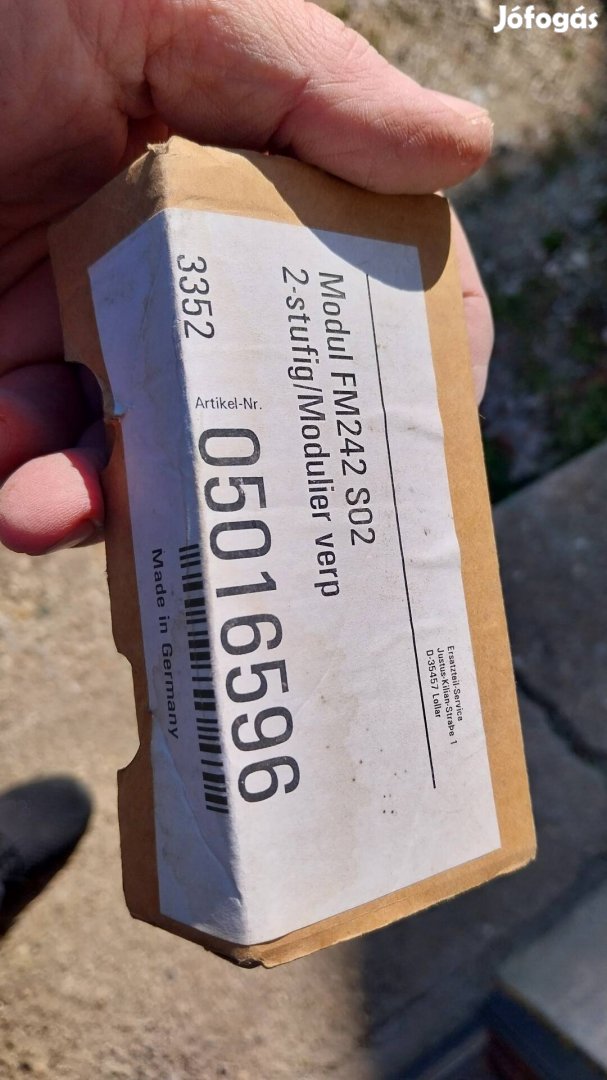 Jófogás
Ersatzteil-Service
Justus-Kilian-Straße 1
D-35457 Lollar
Modul FM242 S02
2-stufig/Modulier verp
3352
Artikel-Nr.
05016596
Made in Germany